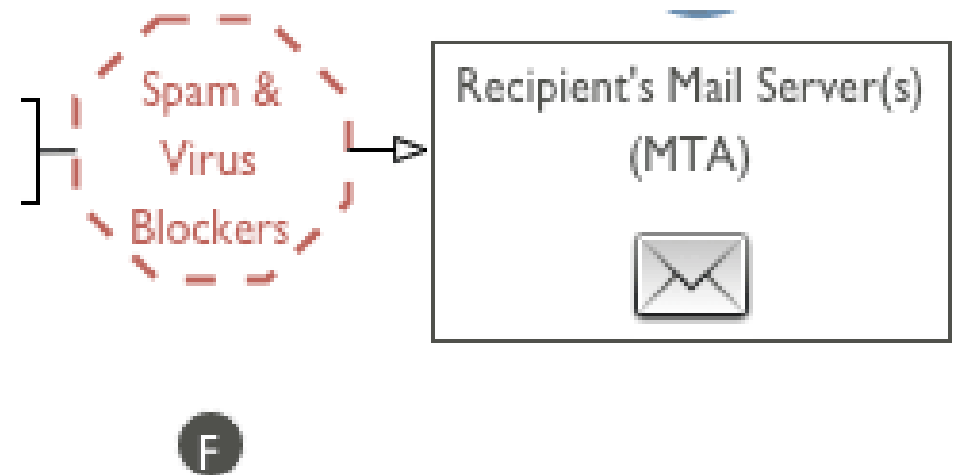 Spam &
Virus
Blockers
Recipient's Mail Server(s)
(MTA)
F